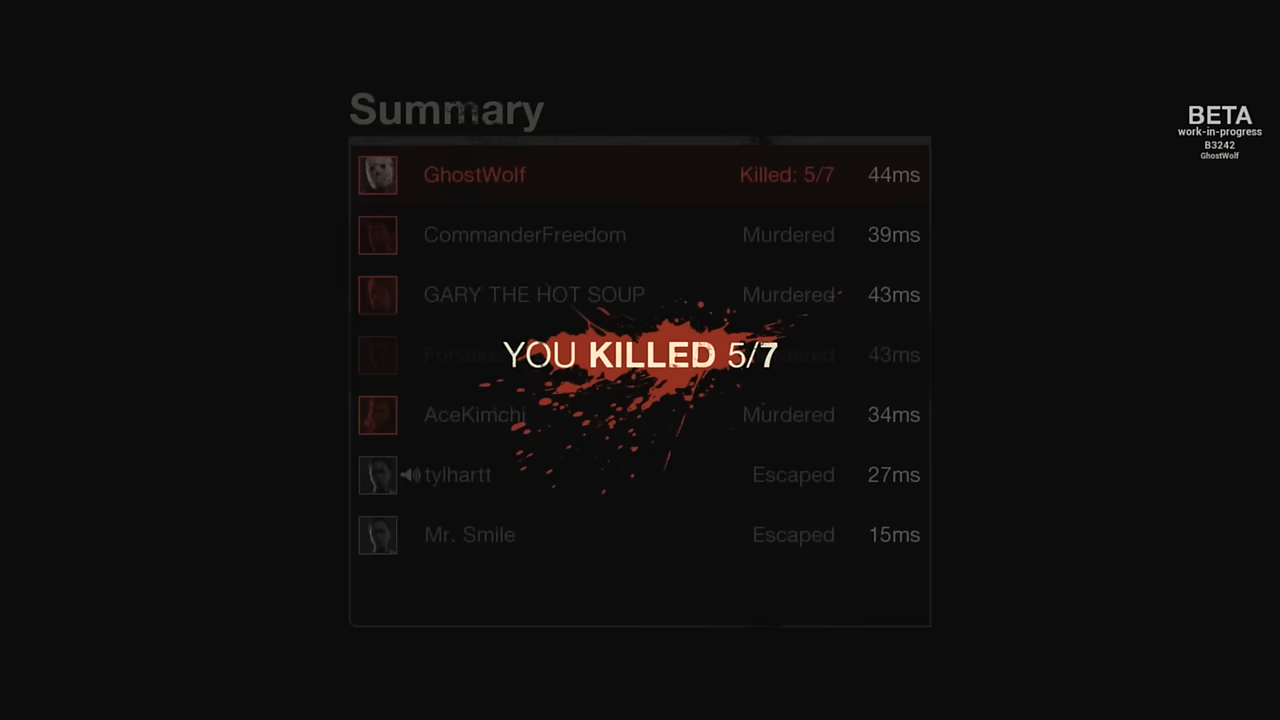 Summary
BETA
work-in-progress
B3242
GhostWolf
GhostWolf Killed: 5/7 44ms
CommanderFreedom Murdered 39ms
GARY THE HOT SOUP Murdered 43ms
YOU KILLED 5/7
43ms
AceKimchi Murdered 34ms
tylhartt Escaped 27ms
Mr. Smile Escaped 15ms